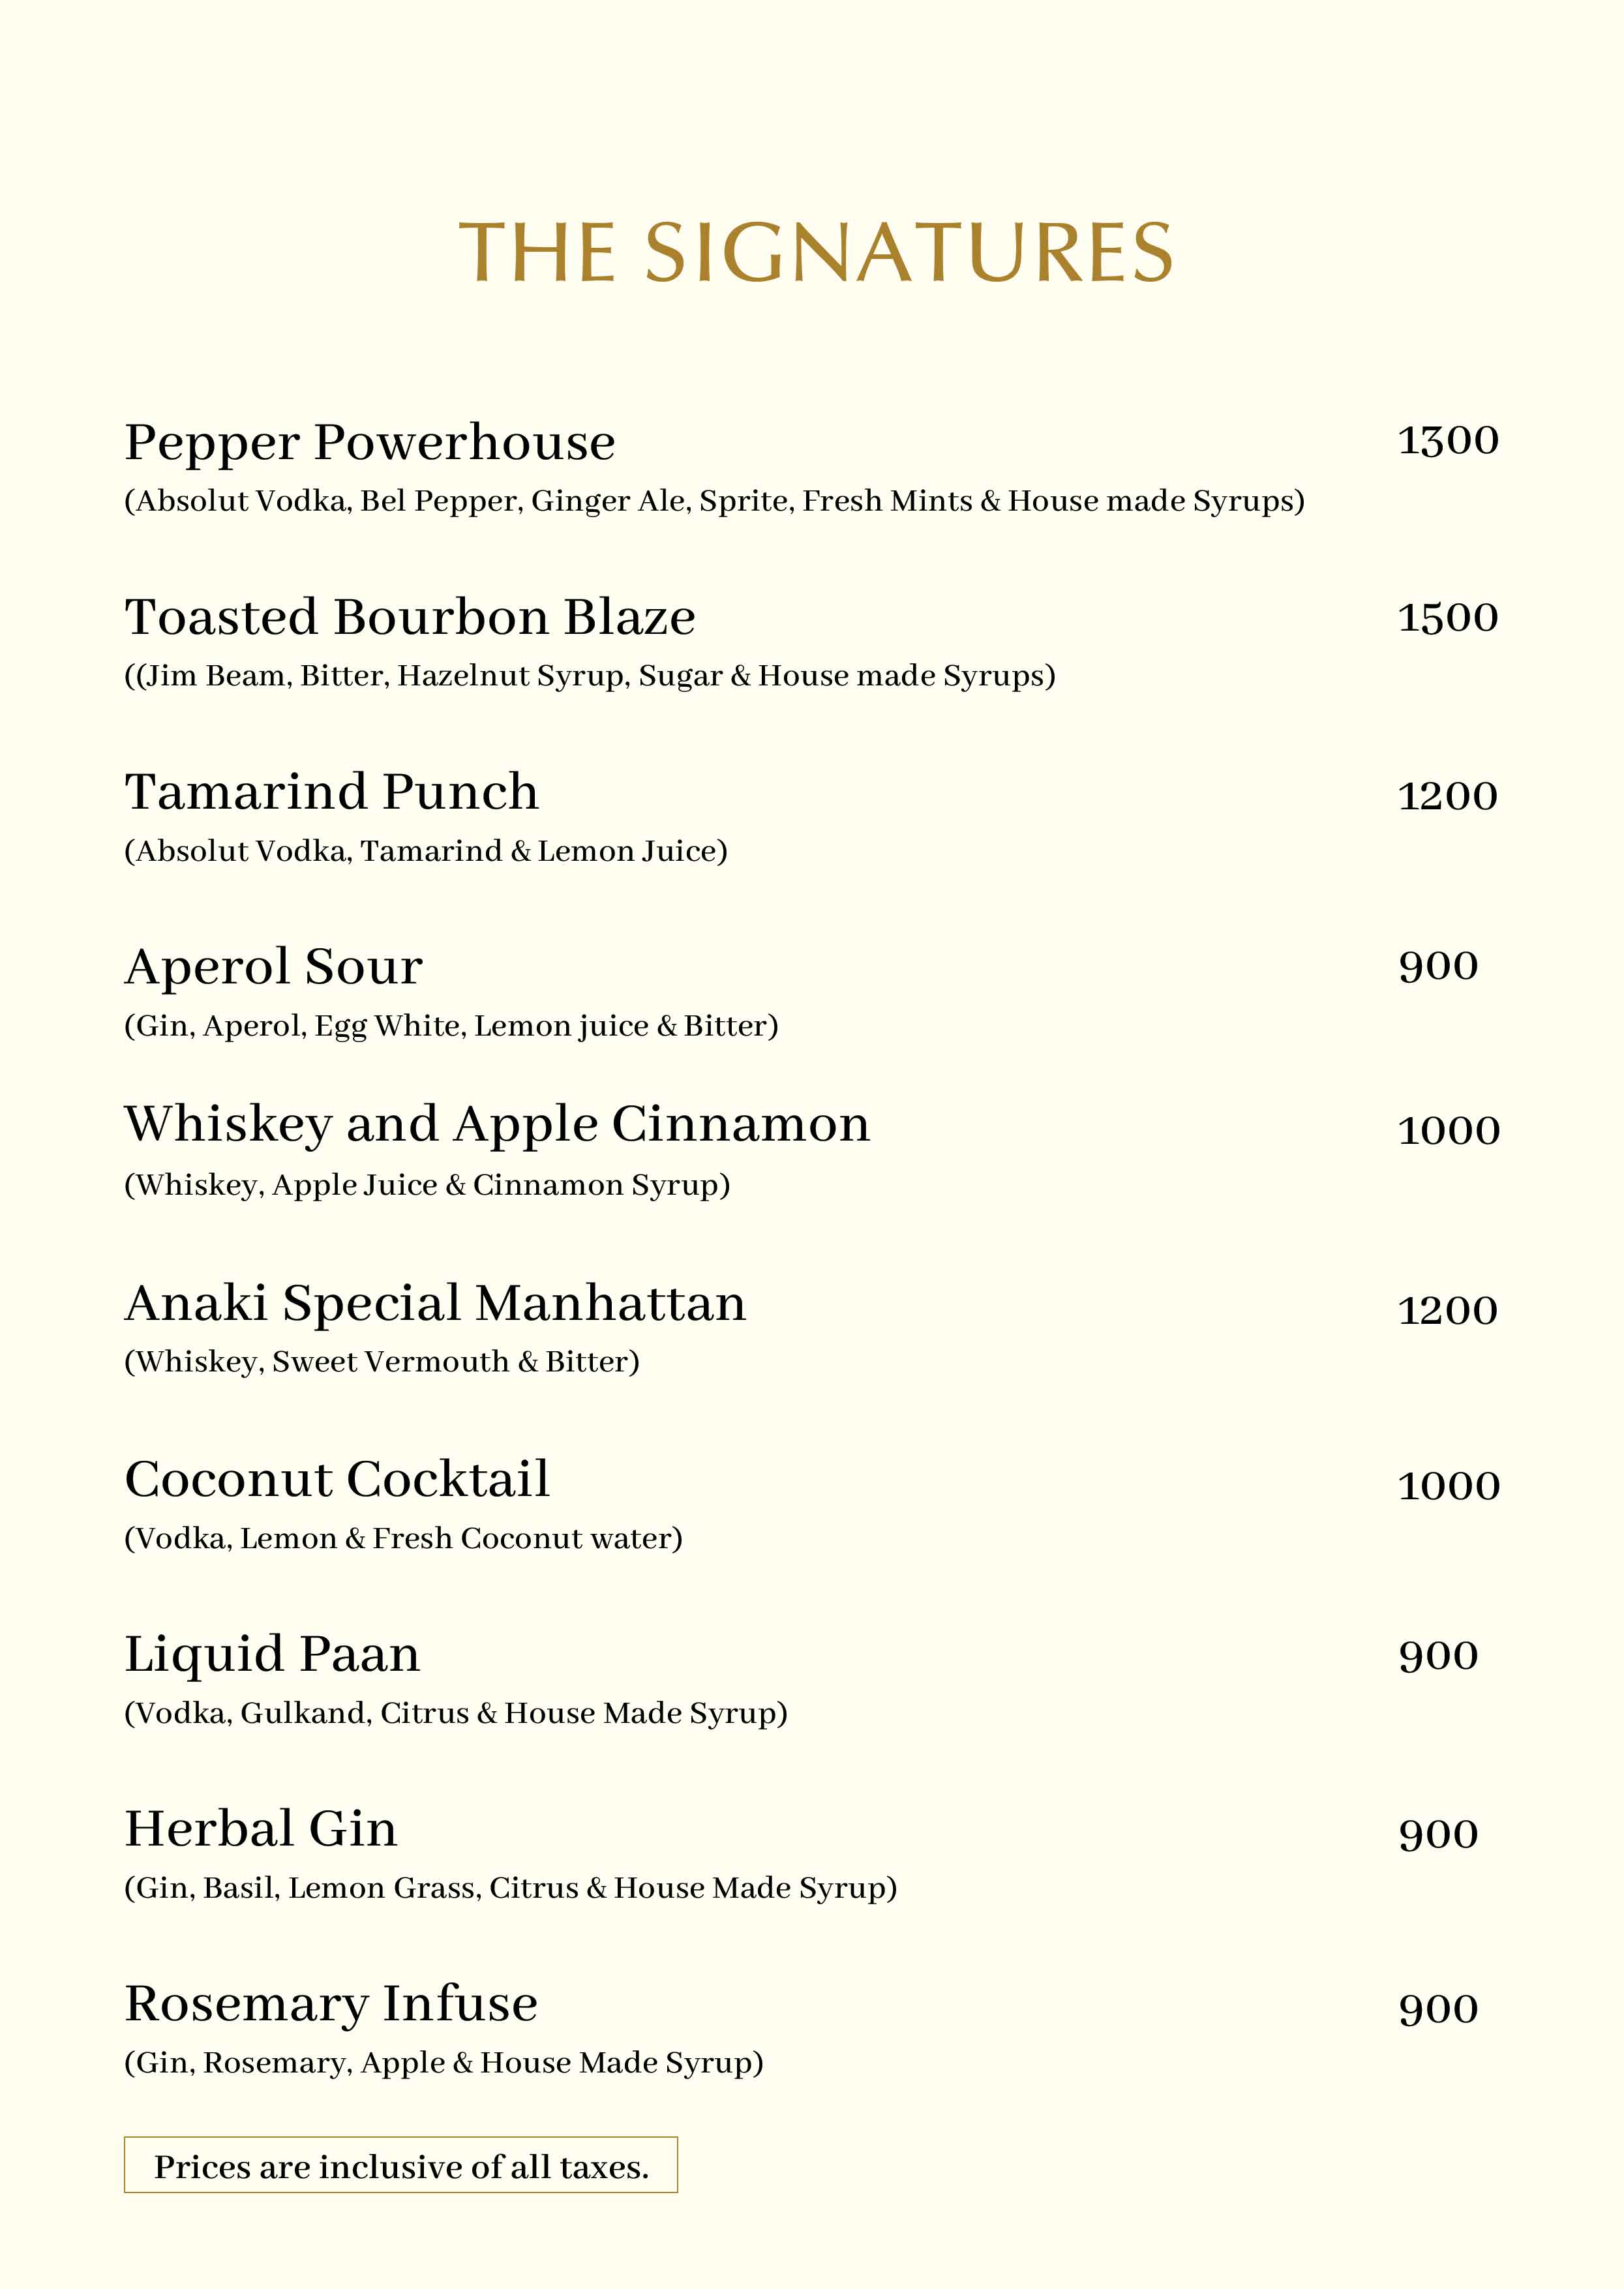 THE SIGNATURES
Pepper Powerhouse 1300
(Absolut Vodka, Bel Pepper, Ginger Ale, Sprite, Fresh Mints & House made Syrups)
Toasted Bourbon Blaze 1500
((Jim Beam, Bitter, Hazelnut Syrup, Sugar & House made Syrups)
Tamarind Punch 1200
(Absolut Vodka, Tamarind & Lemon Juice)
Aperol Sour 900
(Gin, Aperol, Egg White, Lemon juice & Bitter)
Whiskey and Apple Cinnamon 1000
(Whiskey, Apple Juice & Cinnamon Syrup)
Anaki Special Manhattan 1200
(Whiskey, Sweet Vermouth & Bitter)
Coconut Cocktail 1000
(Vodka, Lemon & Fresh Coconut water)
Liquid Paan 900
(Vodka, Gulkand, Citrus & House Made Syrup)
Herbal Gin 900
(Gin, Basil, Lemon Grass, Citrus & House Made Syrup)
Rosemary Infuse 900
(Gin, Rosemary, Apple & House Made Syrup)
Prices are inclusive of all taxes.